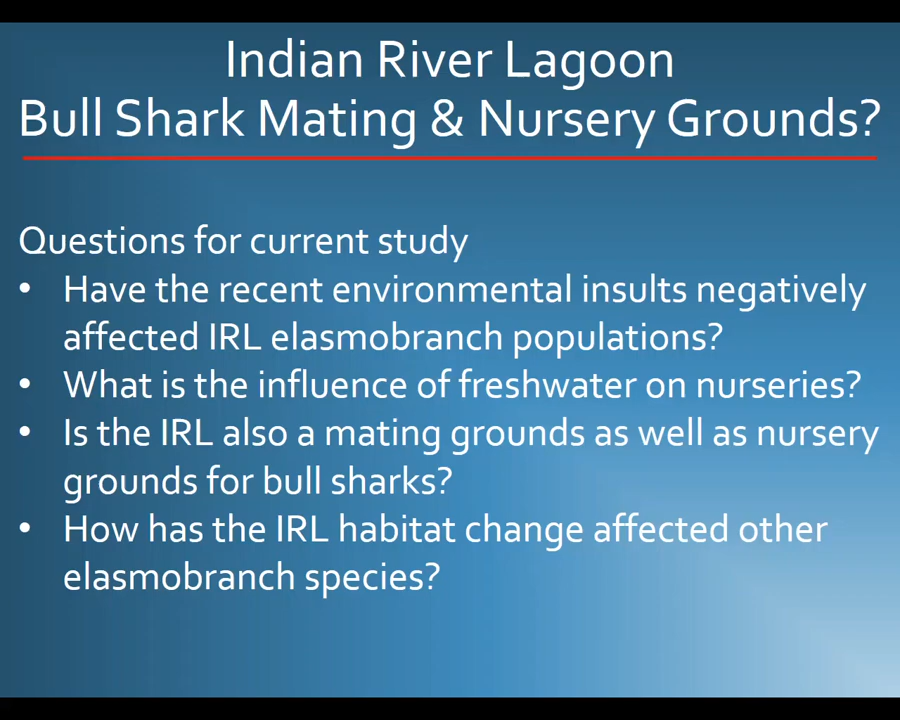 Indian River Lagoon
Bull Shark Mating & Nursery Grounds?
Questions for current study
• Have the recent environmental insults negatively
affected IRL elasmobranch populations?
• What is the influence of freshwater on nurseries?
• Is the IRL also a mating grounds as well as nursery
grounds for bull sharks?
• How has the IRL habitat change affected other
elasmobranch species?